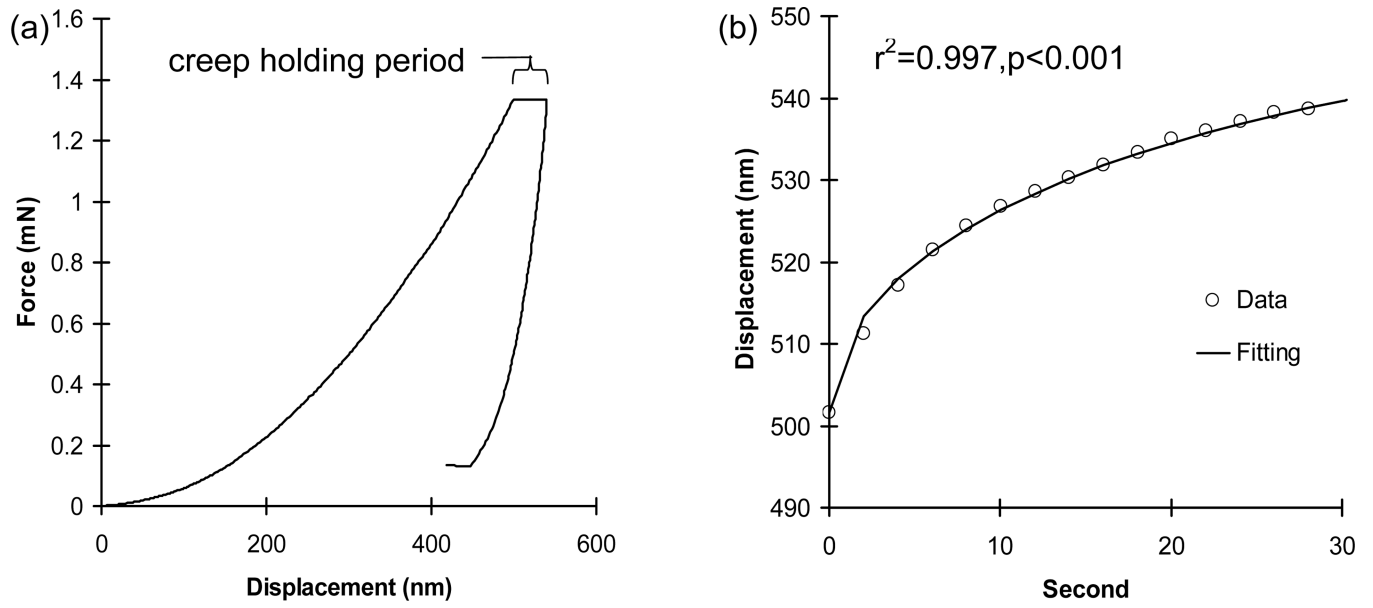 (a)
creep holding period
Force (mN)
1.6
1.4
1.2
1
0.8
0.6
0.4
0.2
0
0 200 400 600
Displacement (nm)
(b)
r²=0.997,p<0.001
Displacement (nm)
550
540
530
520
510
500
490
Data
Fitting
0 10 20 30
Second